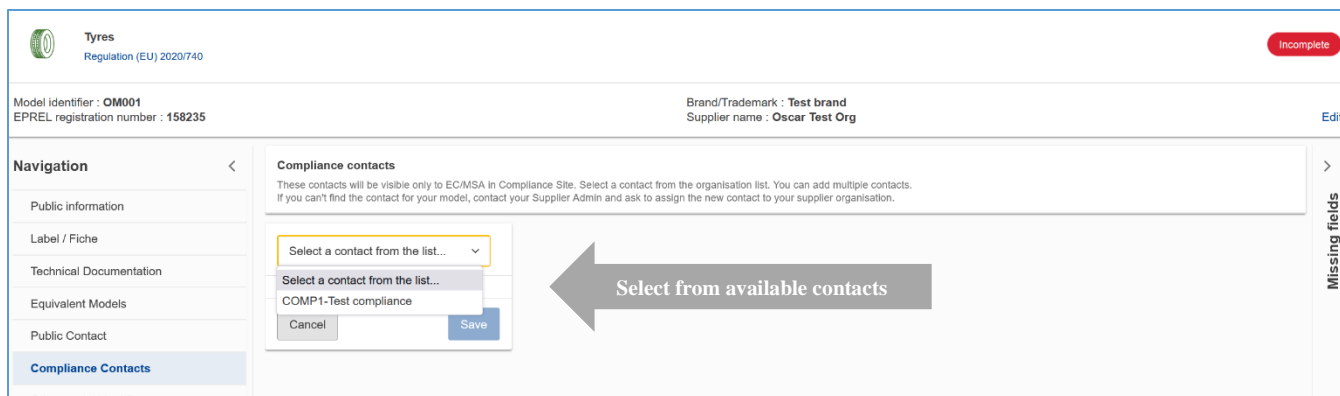 Tyres
Regulation (EU) 2020/740
Incomplete
Model identifier : OM001
EPREL registration number : 158235
Brand/Trademark : Test brand
Supplier name : Oscar Test Org
Edit
Navigation
Public information
Label / Fiche
Technical Documentation
Equivalent Models
Public Contact
Compliance Contacts
Compliance contacts
These contacts will be visible only to EC/MSA in Compliance Site. Select a contact from the organisation list. You can add multiple contacts.
If you can't find the contact for your model, contact your Supplier Admin and ask to assign the new contact to your supplier organisation.
Select a contact from the list...
Select a contact from the list...
COMP1-Test compliance
Cancel
Save
Select from available contacts
Missing fields